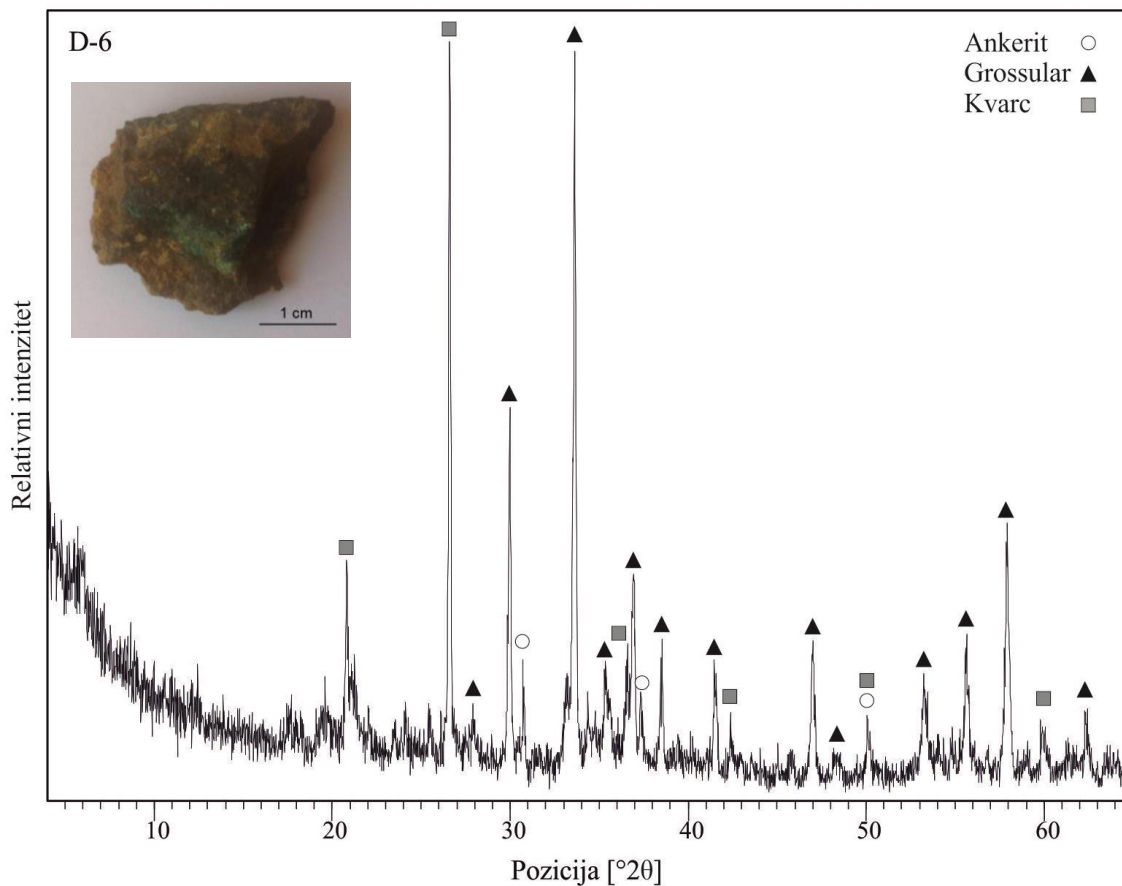 D-6
Ankerit
Grossular
Kvarc
1 cm
Relativni intenzitet
10 20 30 40 50 60
Pozicija [°2θ]